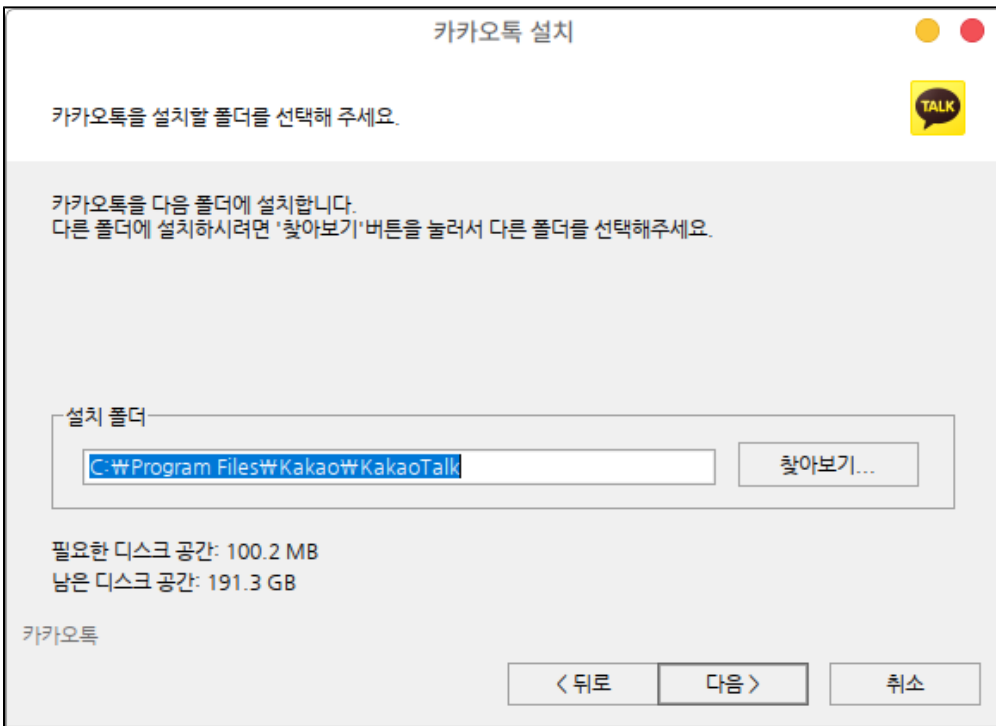 카카오톡 설치
카카오톡을 설치할 폴더를 선택해 주세요.
TALK
카카오톡을 다음 폴더에 설치합니다.
다른 폴더에 설치하시려면 '찾아보기'버튼을 눌러서 다른 폴더를 선택해주세요.
설치 폴더
C:₩Program Files₩Kakao₩KakaoTalk
찾아보기...
필요한 디스크 공간: 100.2 MB
남은 디스크 공간: 191.3 GB
카카오톡
< 뒤로
다음 >
취소